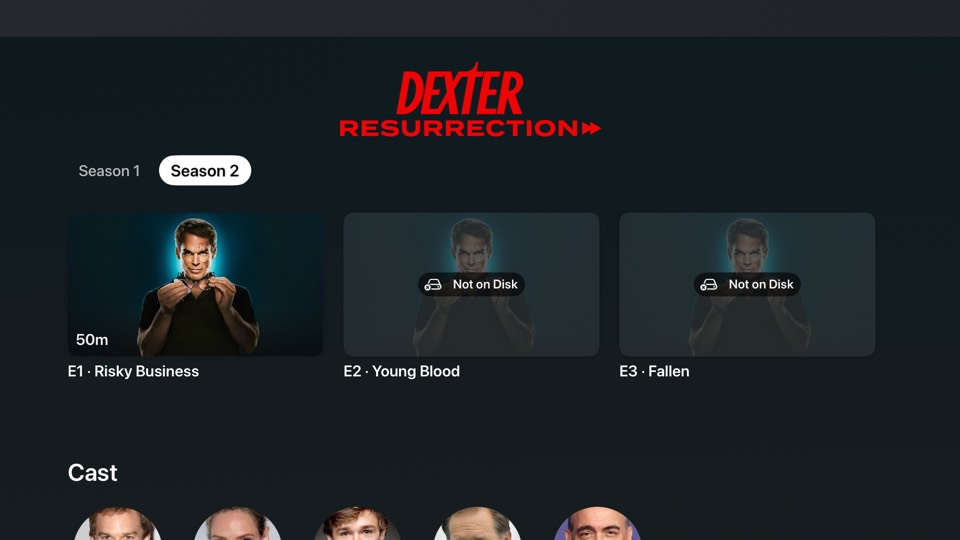 DEXTER
RESURRECTION
Season 1
Season 2
50m
Not on Disk
Not on Disk
E1 · Risky Business
E2 · Young Blood
E3 · Fallen
Cast